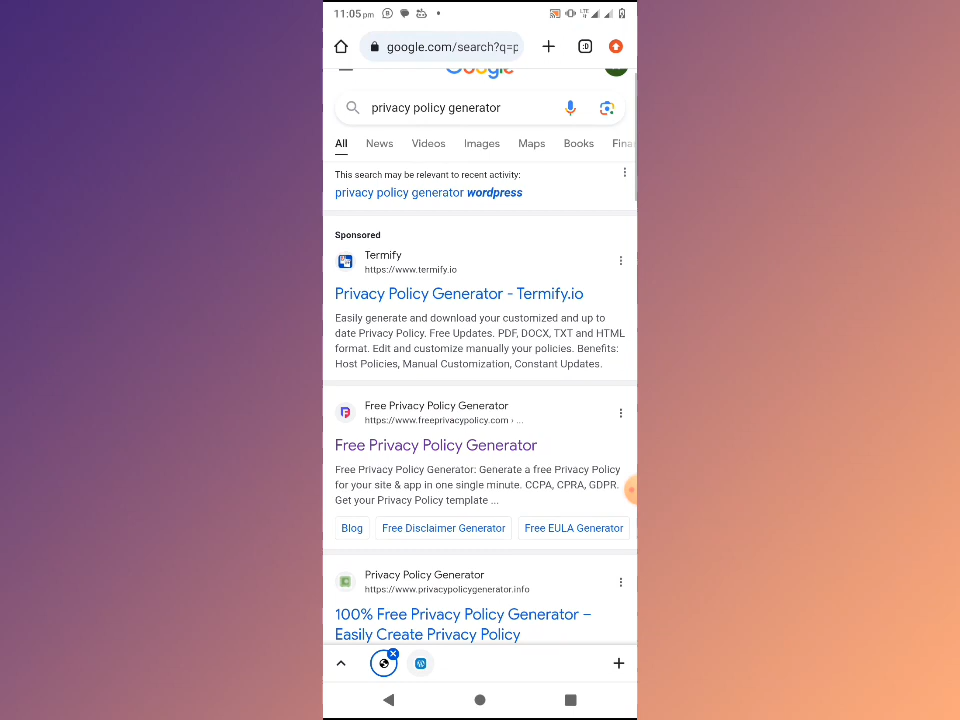 11:05 pm
LTE
google.com/search?q=p
:D
Google
privacy policy generator
All News Videos Images Maps Books Fina
This search may be relevant to recent activity:
privacy policy generator wordpress
Sponsored
Termify
https://www.termify.io
Privacy Policy Generator - Termify.io
Easily generate and download your customized and up to
date Privacy Policy. Free Updates. PDF, DOCX, TXT and HTML
format. Edit and customize manually your policies. Benefits:
Host Policies, Manual Customization, Constant Updates.
Free Privacy Policy Generator
https://www.freeprivacypolicy.com › ...
Free Privacy Policy Generator
Free Privacy Policy Generator: Generate a free Privacy Policy
for your site & app in one single minute. CCPA, CPRA, GDPR.
Get your Privacy Policy template ...
Blog Free Disclaimer Generator Free EULA Generator
Privacy Policy Generator
https://www.privacypolicygenerator.info
100% Free Privacy Policy Generator –
Easily Create Privacy Policy